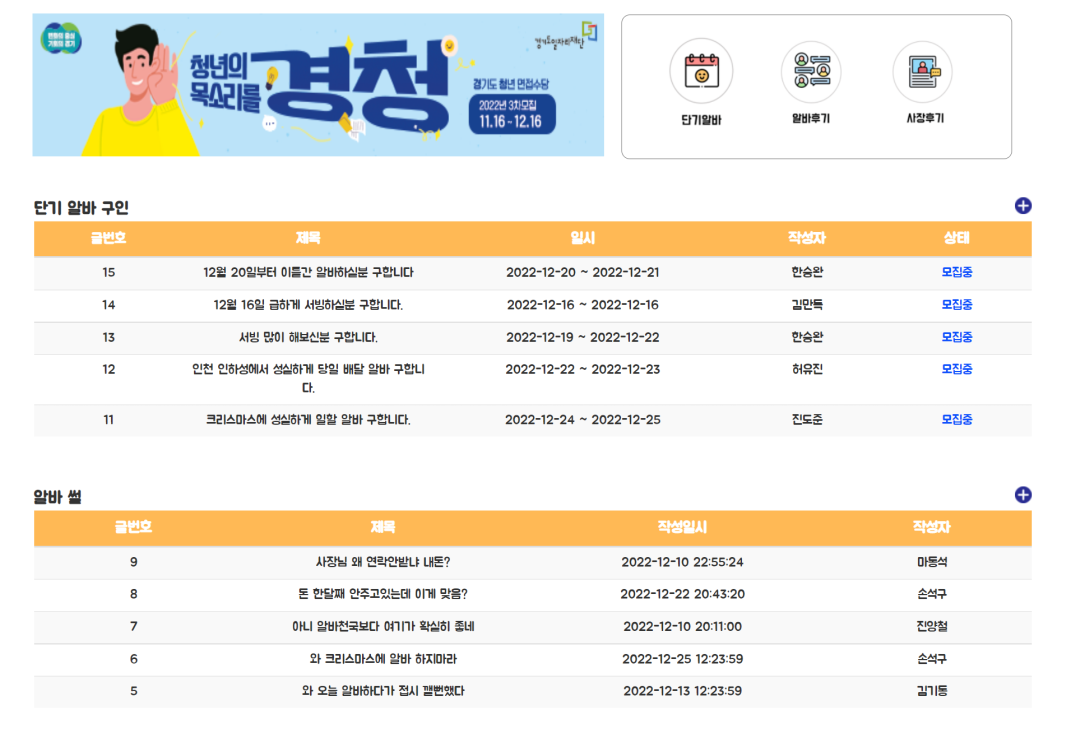 변화의 중심
기회의 경기
청년의
목소리를
경청
경기도일자리재단
경기도 청년 면접수당
2022년 3차모집
11.16 ~ 12.16
단기알바 알바후기 사장후기
단기 알바 구인
글번호 제목 일시 작성자 상태
15 12월 20일부터 이틀간 알바하실분 구합니다 2022-12-20 ~ 2022-12-21 한승완 모집중
14 12월 16일 급하게 서빙하실분 구합니다. 2022-12-16 ~ 2022-12-16 김만득 모집중
13 서빙 많이 해보신분 구합니다. 2022-12-19 ~ 2022-12-22 한승완 모집중
12 인천 인하성에서 성실하게 당일 배달 알바 구합니 2022-12-22 ~ 2022-12-23 허유진 모집중
다.
11 크리스마스에 성실하게 일할 알바 구합니다. 2022-12-24 ~ 2022-12-25 진도준 모집중
알바 썰
글번호 제목 작성일시 작성자
9 사장님 왜 연락안받냐 내돈? 2022-12-10 22:55:24 마동석
8 돈 한달째 안주고있는데 이게 맞음? 2022-12-22 20:43:20 손석구
7 아니 알바천국보다 여기가 확실히 좋네 2022-12-10 20:11:00 진양철
6 와 크리스마스에 알바 하지마라 2022-12-25 12:23:59 손석구
5 와 오늘 알바하다가 접시 깰뻔했다 2022-12-13 12:23:59 김기동